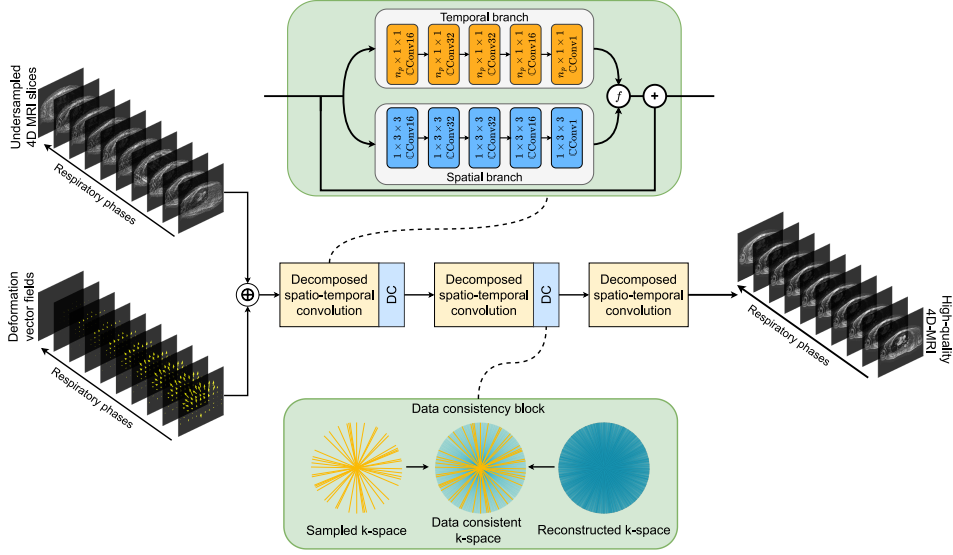 Temporal branch
n_p × 1 × 1
ℂConv16
n_p × 1 × 1
ℂConv32
n_p × 1 × 1
ℂConv32
n_p × 1 × 1
ℂConv16
n_p × 1 × 1
ℂConv1
f
+
1 × 3 × 3
ℂConv16
1 × 3 × 3
ℂConv32
1 × 3 × 3
ℂConv32
1 × 3 × 3
ℂConv16
1 × 3 × 3
ℂConv1
Spatial branch
Undersampled
4D MRI slices
Respiratory phases
Deformation
vector fields
Respiratory phases
⊕
Decomposed
spatio-temporal
convolution
DC
Decomposed
spatio-temporal
convolution
DC
Decomposed
spatio-temporal
convolution
Respiratory phases
High-quality
4D-MRI
Data consistency block
Sampled k-space
Data consistent
k-space
Reconstructed k-space